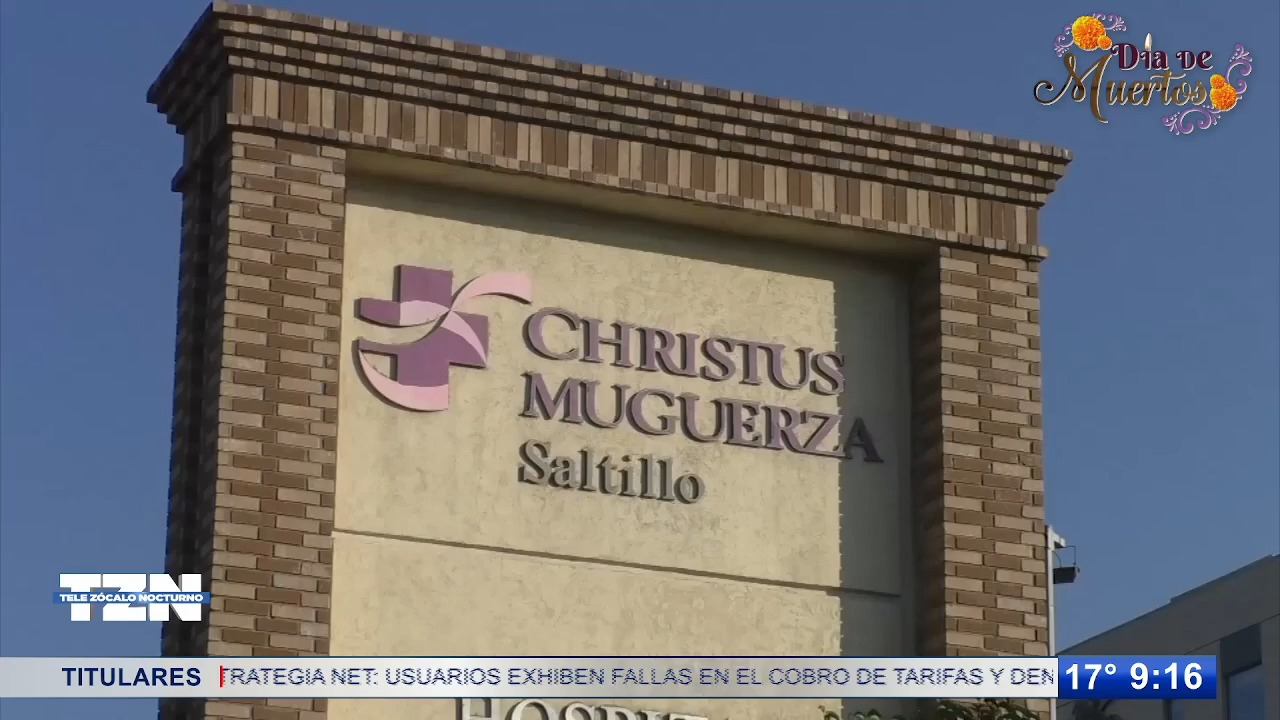 DIA DE
Muertos
CHRISTUS
MUGUERZA
Saltillo
TZN
TELE ZÓCALO NOCTURNO
TITULARES
TRATEGIA NET: USUARIOS EXHIBEN FALLAS EN EL COBRO DE TARIFAS Y DEN
17° 9:16